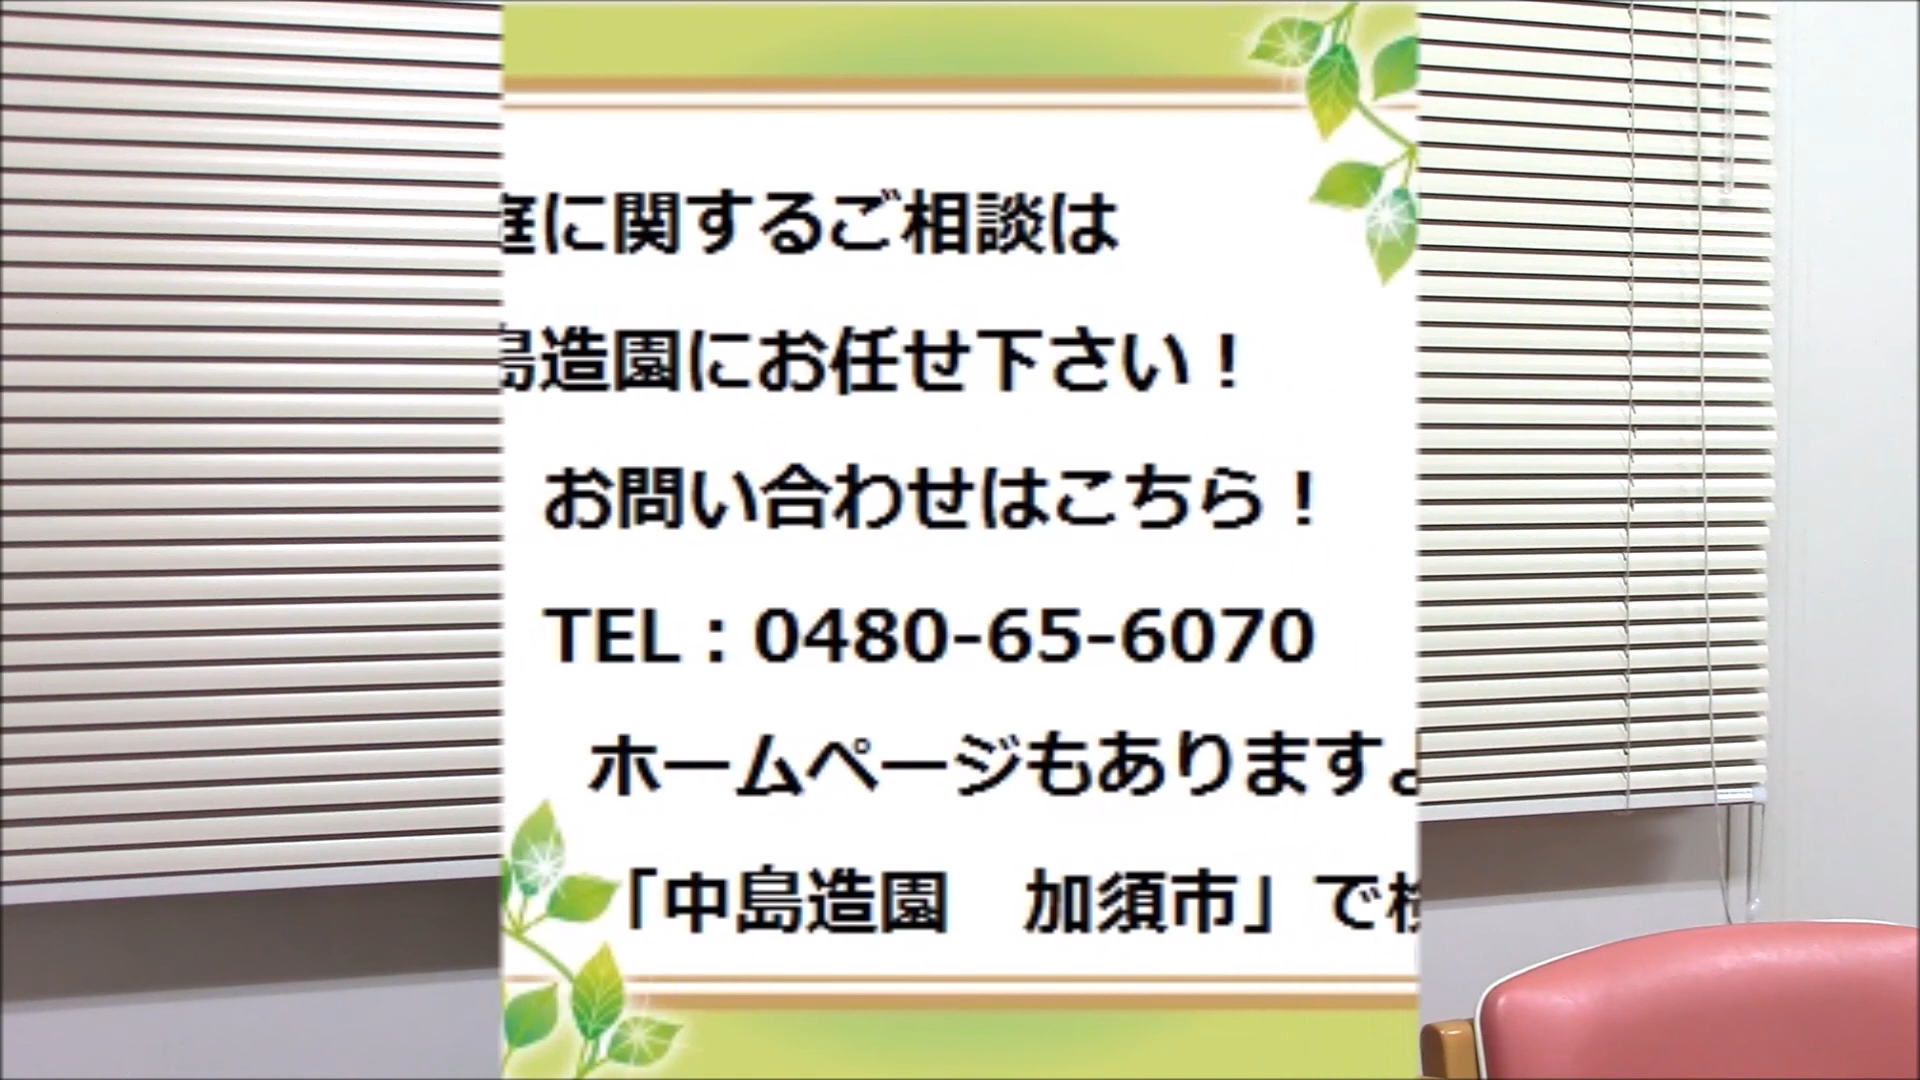 庭に関するご相談は
島造園にお任せ下さい！
お問い合わせはこちら！
TEL：0480-65-6070
ホームページもあります
「中島造園　加須市」で